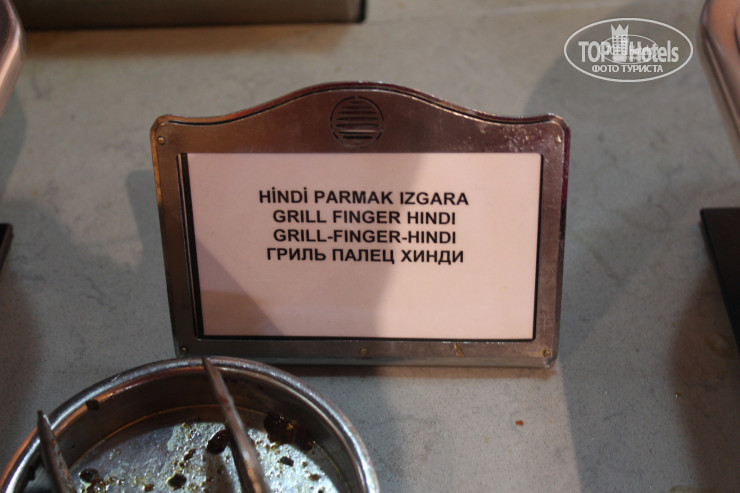 TOP Hotels
ФОТО ТУРИСТА
HİNDİ PARMAK IZGARA
GRILL FINGER HINDI
GRILL-FINGER-HINDI
ГРИЛЬ ПАЛЕЦ ХИНДИ